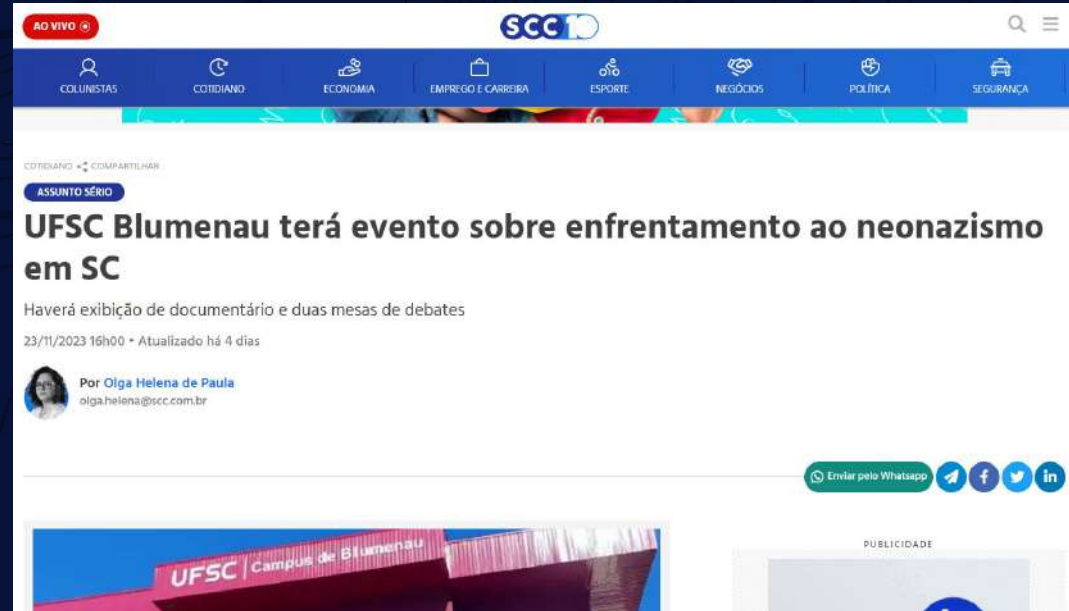 AO VIVO
SCC10
COLUNISTAS
COTIDIANO
ECONOMIA
EMPREGO E CARREIRA
ESPORTE
NEGÓCIOS
POLÍTICA
SEGURANÇA
COTIDIANO COMPARTILHAR
ASSUNTO SÉRIO
UFSC Blumenau terá evento sobre enfrentamento ao neonazismo
em SC
Haverá exibição de documentário e duas mesas de debates
23/11/2023 16h00 • Atualizado há 4 dias
Por Olga Helena de Paula
olga.helena@scc.com.br
Enviar pelo Whatsapp
PUBLICIDADE
UFSC | Campus de Blumenau